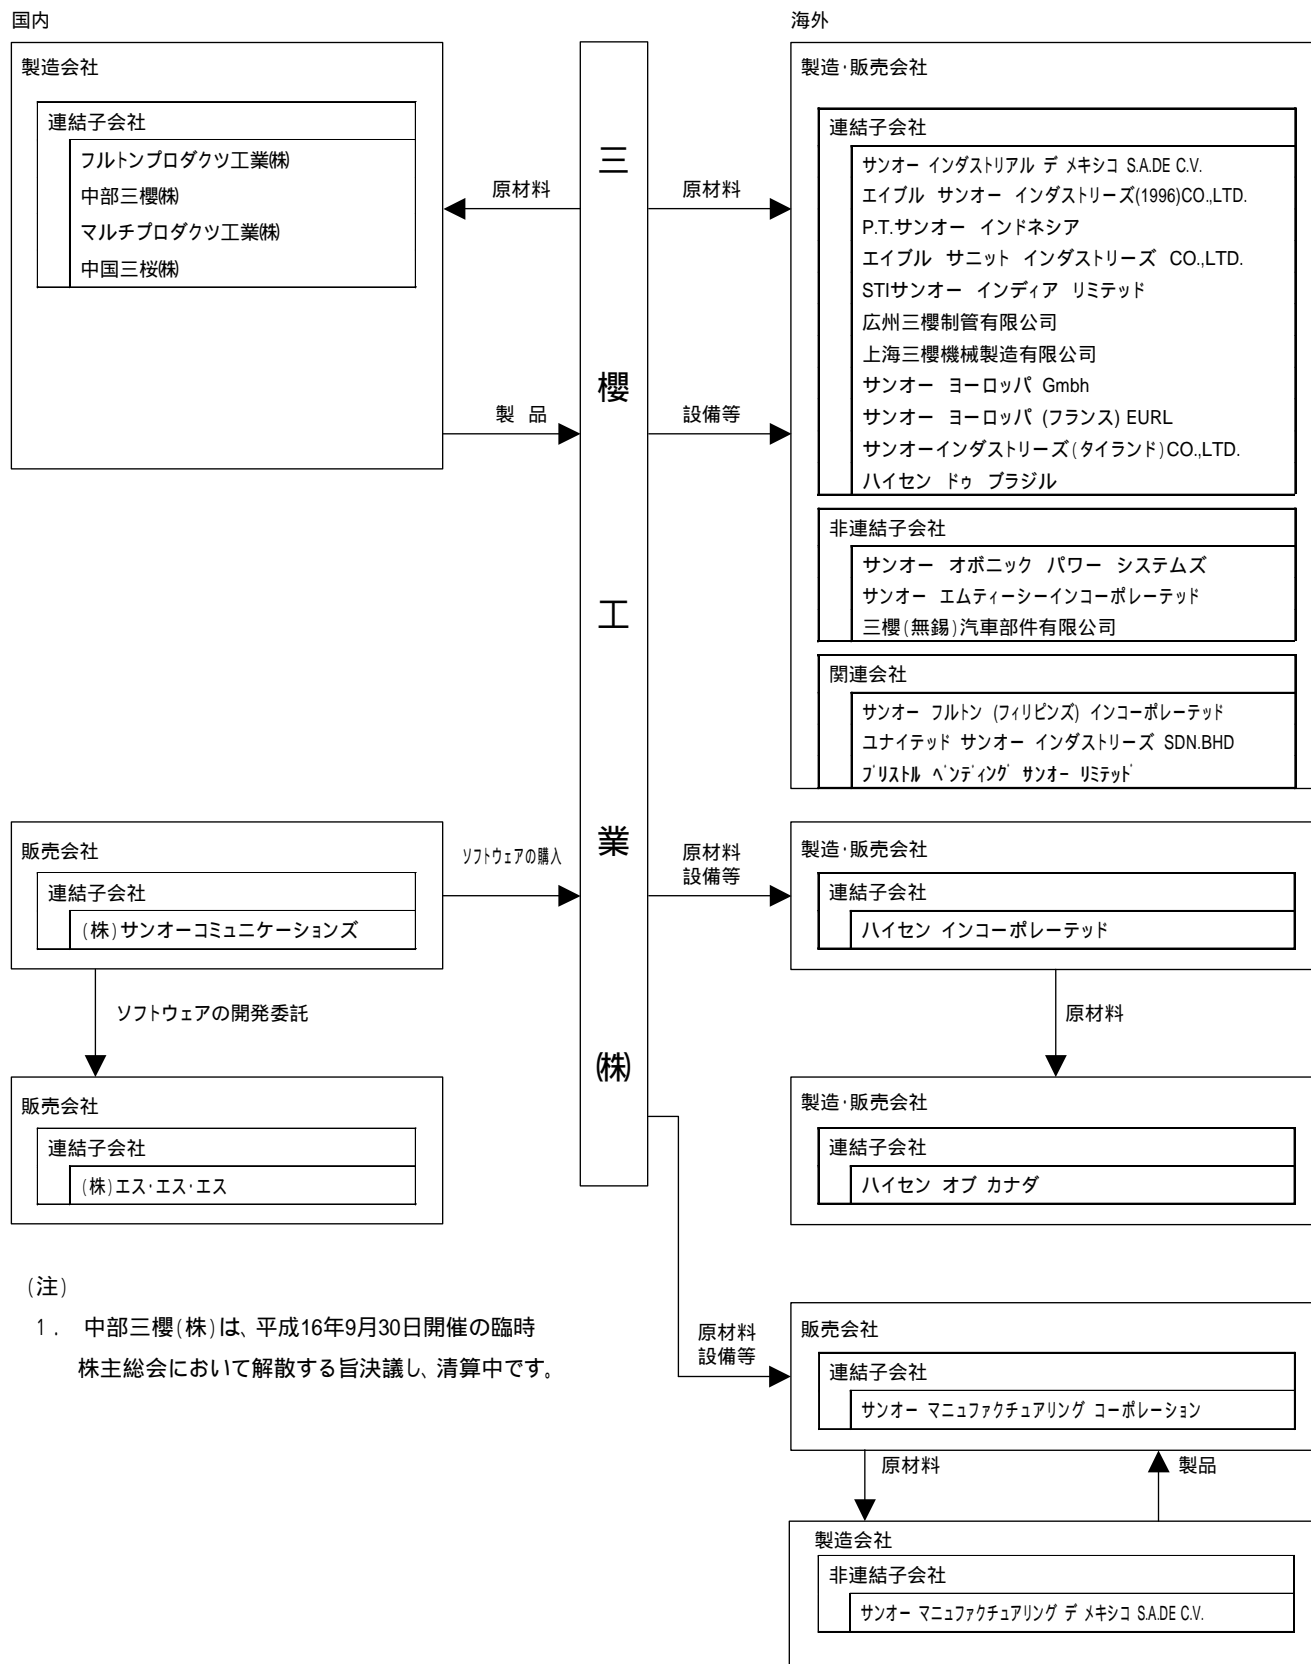 国内
製造会社
連結子会社
フルトンプロダクツ工業㈱
中部三櫻㈱
マルチプロダクツ工業㈱
中国三桜㈱
原材料
製 品
販売会社
連結子会社
(株)サンオーコミュニケーションズ
ソフトウェアの購入
ソフトウェアの開発委託
販売会社
連結子会社
(株)エス・エス・エス
三
櫻
工
業
㈱
海外
製造・販売会社
原材料
設備等
連結子会社
サンオー インダストリアル デ メキシコ S.A.DE C.V.
エイブル サンオー インダストリーズ(1996)CO.,LTD.
P.T.サンオー インドネシア
エイブル サニット インダストリーズ CO.,LTD.
STIサンオー インディア リミテッド
広州三櫻制管有限公司
上海三櫻機械製造有限公司
サンオー ヨーロッパ Gmbh
サンオー ヨーロッパ (フランス) EURL
サンオーインダストリーズ(タイランド)CO.,LTD.
ハイセン ドゥ ブラジル
非連結子会社
サンオー オボニック パワー システムズ
サンオー エムティーシーインコーポレーテッド
三櫻(無錫)汽車部件有限公司
関連会社
サンオー フルトン (フィリピンズ) インコーポレーテッド
ユナイテッド サンオー インダストリーズ SDN.BHD
ブリストル ベンディング サンオー リミテッド
原材料
設備等
製造・販売会社
連結子会社
ハイセン インコーポレーテッド
原材料
製造・販売会社
連結子会社
ハイセン オブ カナダ
原材料
設備等
販売会社
連結子会社
サンオー マニュファクチュアリング コーポレーション
原材料
製品
製造会社
非連結子会社
サンオー マニュファクチュアリング デ メキシコ S.A.DE C.V.
(注)
1. 中部三櫻(株)は、平成16年9月30日開催の臨時
株主総会において解散する旨決議し、清算中です。